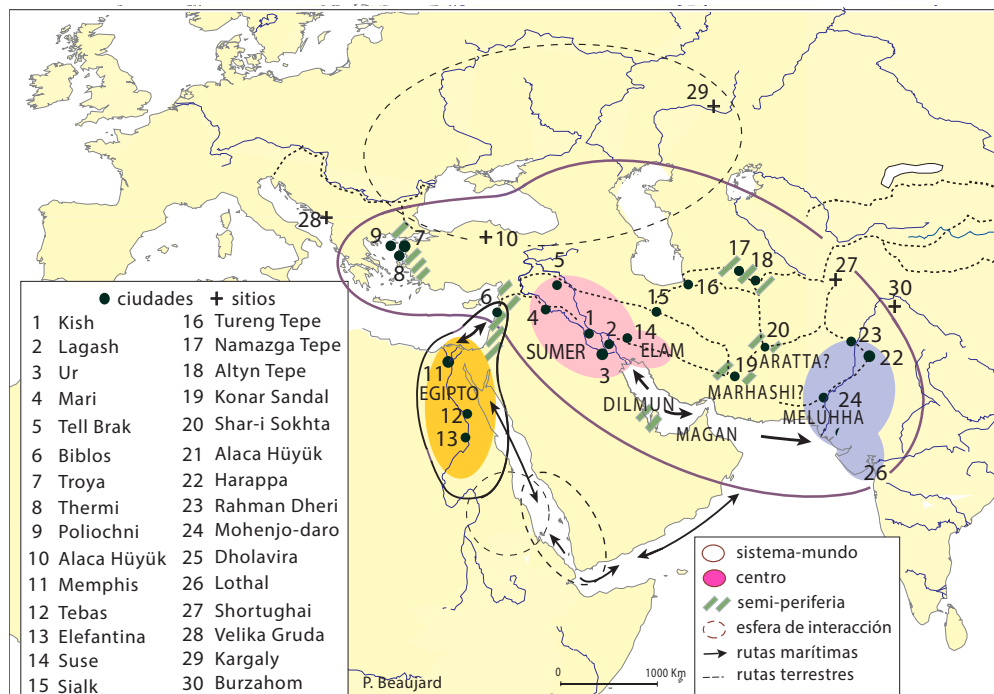 29
28
9
7
10
8
17
18
27
5
16
30
6
15
4
1
14
20
23
2
22
SUMER
ELAM
ARATTA?
3
19
11
MARHASHI?
EGIPTO
DILMUN
24
12
MAGAN
MELUHHA
13
26
ciudades
sitios
1 Kish
2 Lagash
3 Ur
4 Mari
5 Tell Brak
6 Biblos
7 Troya
8 Thermi
9 Poliochni
10 Alaca Hüyük
11 Memphis
12 Tebas
13 Elefantina
14 Suse
15 Sialk
16 Tureng Tepe
17 Namazga Tepe
18 Altyn Tepe
19 Konar Sandal
20 Shar-i Sokhta
21 Alaca Hüyük
22 Harappa
23 Rahman Dheri
24 Mohenjo-daro
25 Dholavira
26 Lothal
27 Shortughai
28 Velika Gruda
29 Kargaly
30 Burzahom
sistema-mundo
centro
semi-periferia
esfera de interacción
rutas marítimas
rutas terrestres
P. Beaujard
0 1000 Km